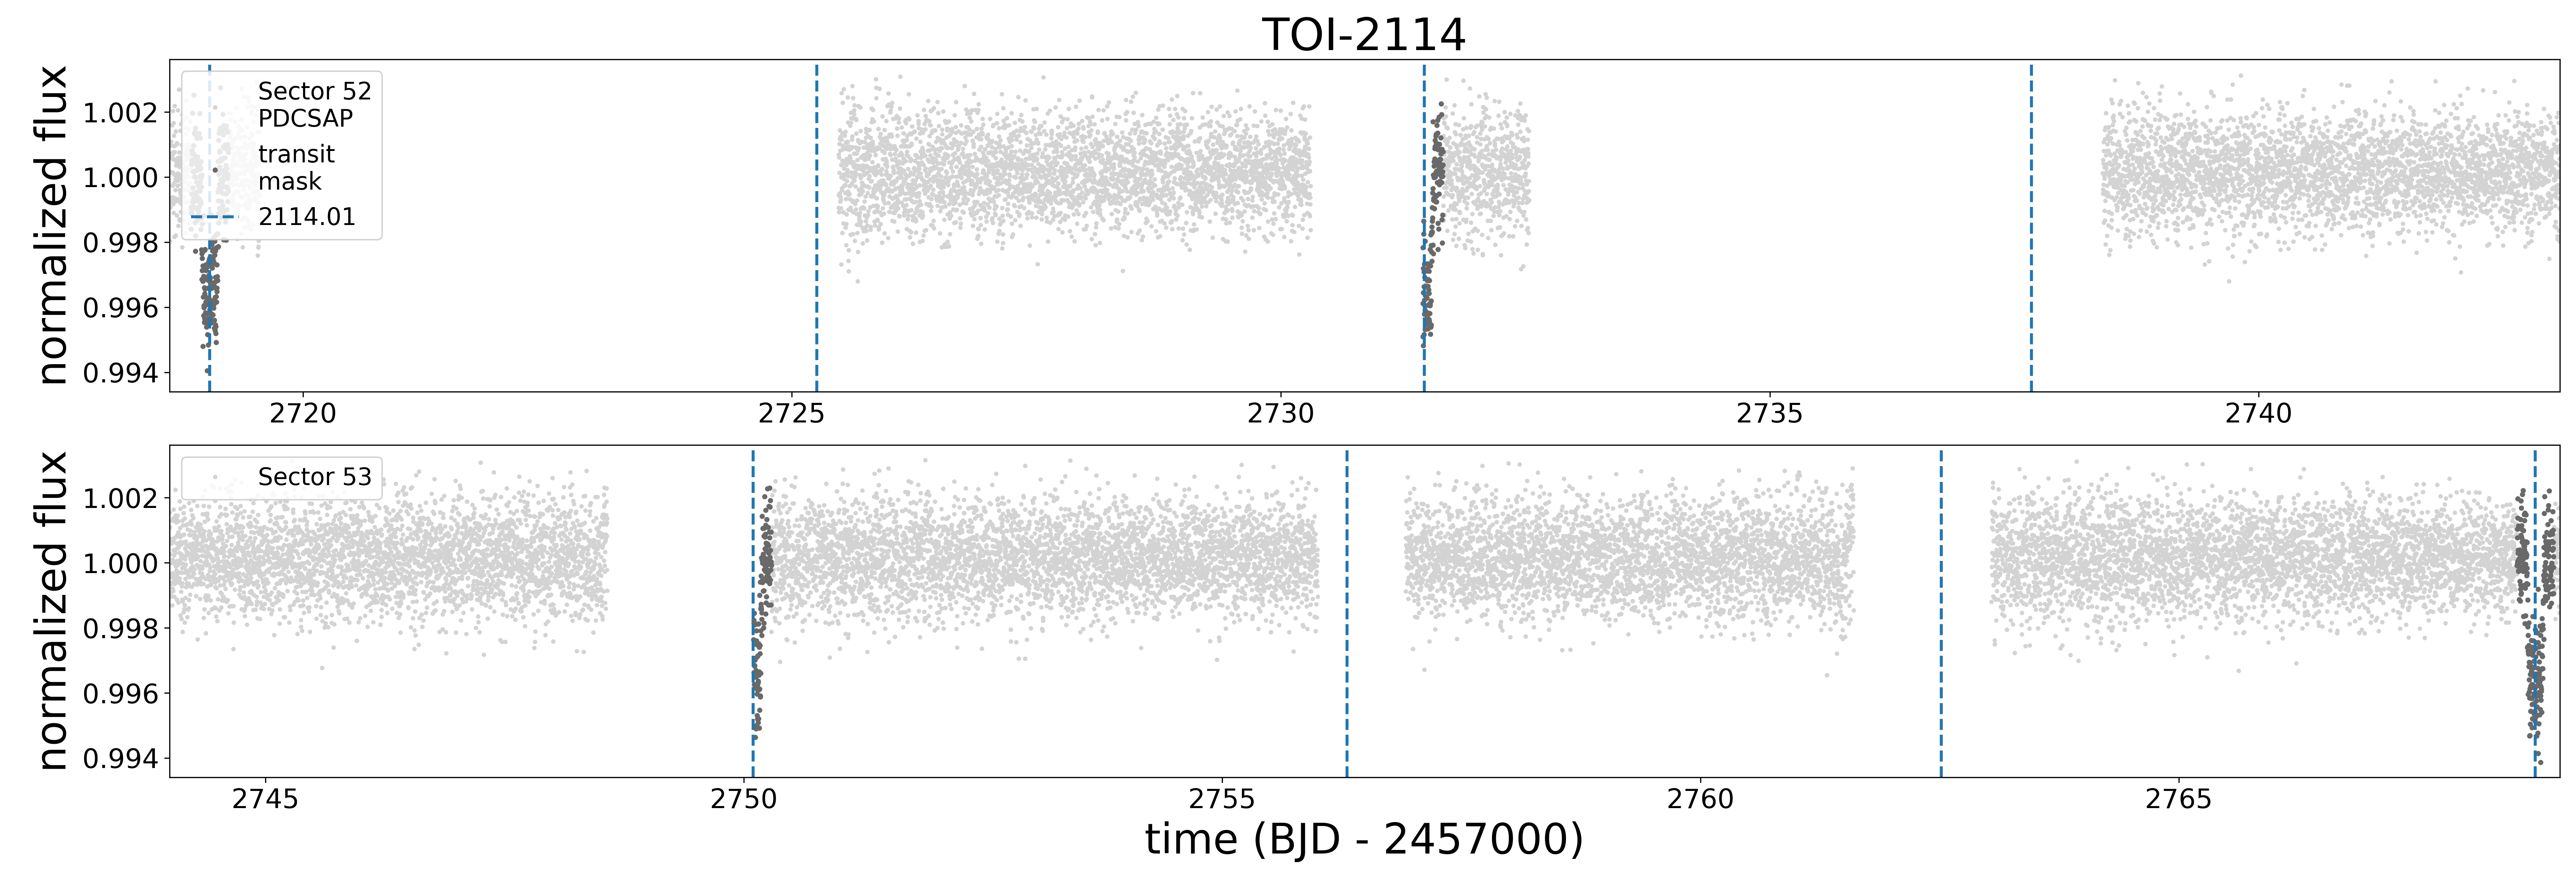 TOI-2114
normalized flux
1.002
1.000
0.998
0.996
0.994
Sector 52
PDCSAP
transit
mask
2114.01
2720
2725
2730
2735
2740
normalized flux
1.002
1.000
0.998
0.996
0.994
Sector 53
2745
2750
2755
2760
2765
time (BJD - 2457000)